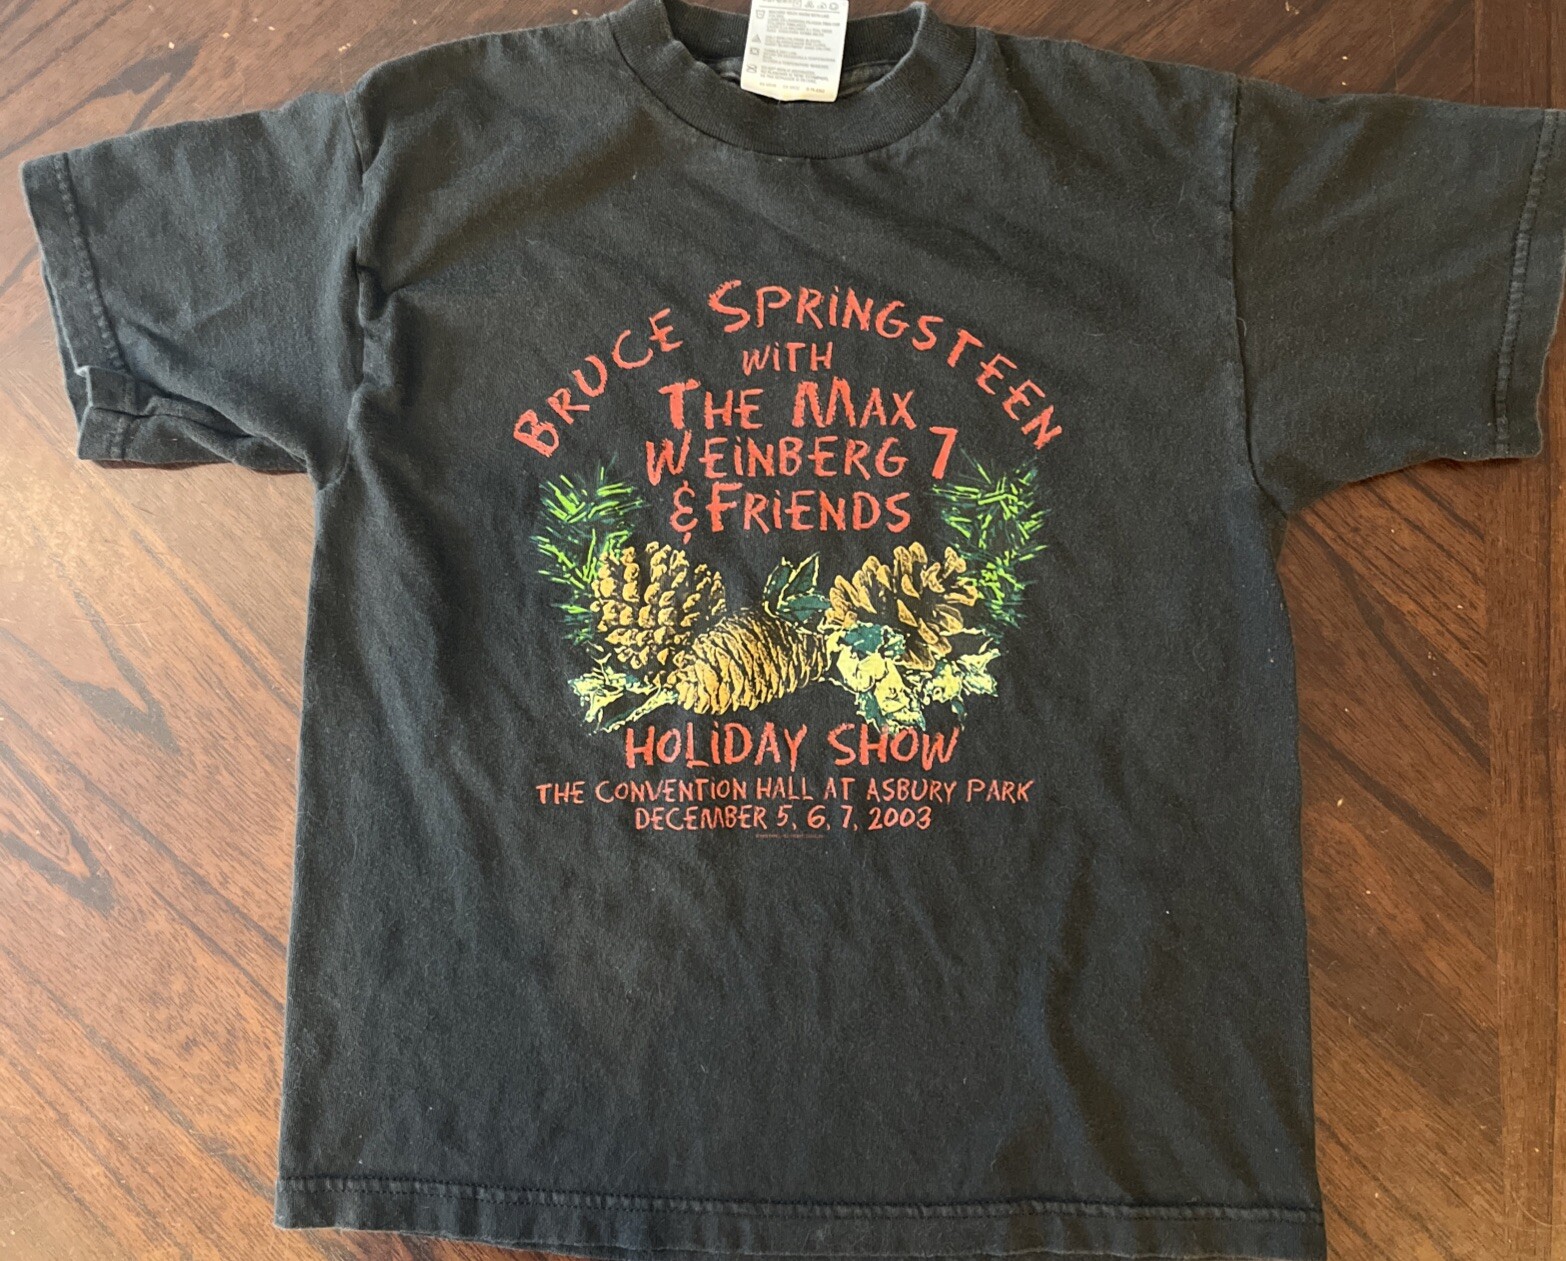 BRUCE SPRINGSTEEN
WITH
THE MAX
WEINBERG 7
& FRIENDS
HOLIDAY SHOW
THE CONVENTION HALL AT ASBURY PARK
DECEMBER 5, 6, 7, 2003